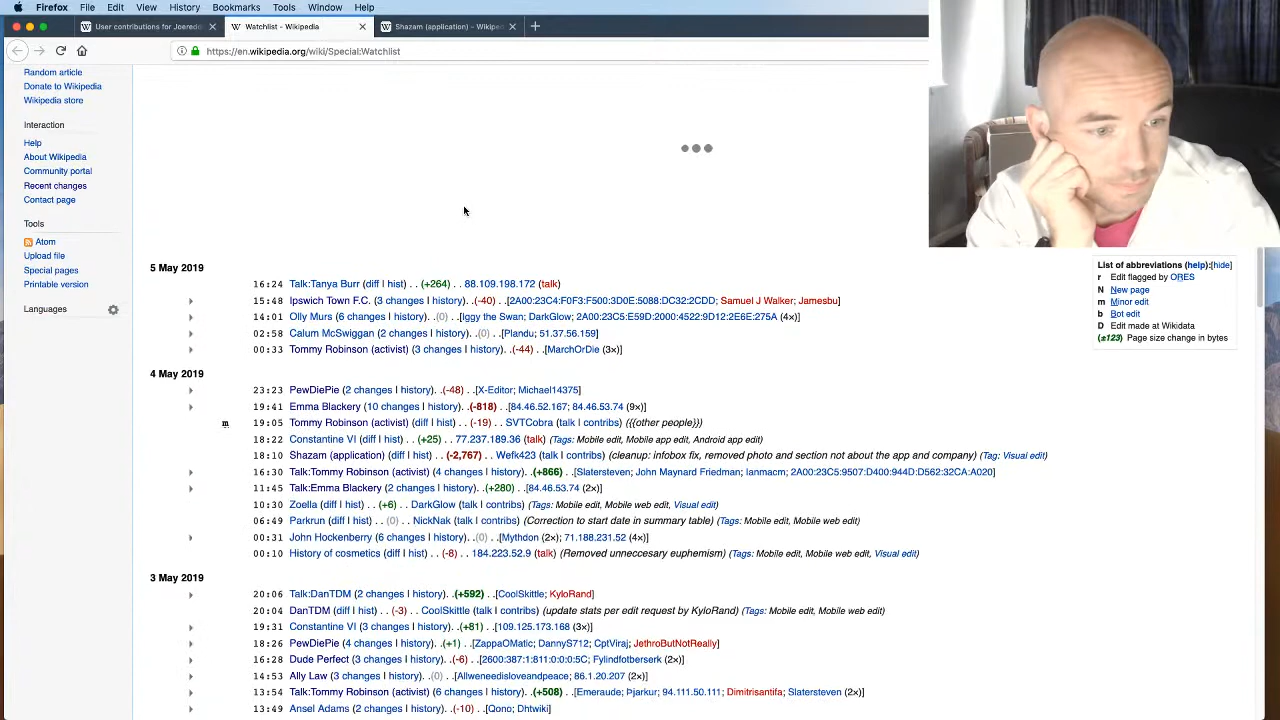 Firefox File Edit View History Bookmarks Tools Window Help
User contributions for Joered
Watchlist - Wikipedia
Shazam (application) - Wikipe
https://en.wikipedia.org/wiki/Special:Watchlist
Random article
Donate to Wikipedia
Wikipedia store
Interaction
Help
About Wikipedia
Community portal
Recent changes
Contact page
Tools
Atom
Upload file
Special pages
Printable version
Languages
5 May 2019
16:24 Talk:Tanya Burr (diff | hist) . . (+264) . . 88.109.198.172 (talk)
15:48 Ipswich Town F.C. (3 changes | history). .(-40) . .[2A00:23C4:F0F3:F500:3D0E:5088:DC32:2CDD; Samuel J Walker; Jamesbu]
14:01 Olly Murs (6 changes | history). .(0) . .[Iggy the Swan; DarkGlow; 2A00:23C5:E59D:2000:4522:9D12:2E6E:275A (4×)]
02:58 Calum McSwiggan (2 changes | history). .(0) . .[Plandu; 51.37.56.159]
00:33 Tommy Robinson (activist) (3 changes | history). .(-44) . .[MarchOrDie (3×)]
4 May 2019
23:23 PewDiePie (2 changes | history). .(-48) . .[X-Editor; Michael14375]
19:41 Emma Blackery (10 changes | history). .(-818) . .[84.46.52.167; 84.46.53.74 (9×)]
m 19:05 Tommy Robinson (activist) (diff | hist) . . (-19) . . SVTCobra (talk | contribs) ({{other people}})
18:22 Constantine VI (diff | hist) . . (+25) . . 77.237.189.36 (talk) (Tags: Mobile edit, Mobile app edit, Android app edit)
18:10 Shazam (application) (diff | hist) . . (-2,767) . . Wefk423 (talk | contribs) (cleanup: infobox fix, removed photo and section not about the app and company) (Tag: Visual edit)
16:30 Talk:Tommy Robinson (activist) (4 changes | history). .(+866) . .[Slatersteven; John Maynard Friedman; Ianmacm; 2A00:23C5:9507:D400:944D:D562:32CA:A020]
11:45 Talk:Emma Blackery (2 changes | history). .(+280) . .[84.46.53.74 (2×)]
10:30 Zoella (diff | hist) . . (+6) . . DarkGlow (talk | contribs) (Tags: Mobile edit, Mobile web edit, Visual edit)
06:49 Parkrun (diff | hist) . . (0) . . NickNak (talk | contribs) (Correction to start date in summary table) (Tags: Mobile edit, Mobile web edit)
00:31 John Hockenberry (6 changes | history). .(0) . .[Mythdon (2×); 71.188.231.52 (4×)]
00:10 History of cosmetics (diff | hist) . . (-8) . . 184.223.52.9 (talk) (Removed unneccesary euphemism) (Tags: Mobile edit, Mobile web edit, Visual edit)
3 May 2019
20:06 Talk:DanTDM (2 changes | history). .(+592) . .[CoolSkittle; KyloRand]
20:04 DanTDM (diff | hist) . . (-3) . . CoolSkittle (talk | contribs) (update stats per edit request by KyloRand) (Tags: Mobile edit, Mobile web edit)
19:31 Constantine VI (3 changes | history). .(+81) . .[109.125.173.168 (3×)]
18:26 PewDiePie (4 changes | history). .(+1) . .[ZappaOMatic; DannyS712; CptViraj; JethroButNotReally]
16:28 Dude Perfect (3 changes | history). .(-6) . .[2600:387:1:811:0:0:0:5C; Fylindfotberserk (2×)]
14:53 Ally Law (3 changes | history). .(0) . .[Allweneedisloveandpeace; 86.1.20.207 (2×)]
13:54 Talk:Tommy Robinson (activist) (6 changes | history). .(+508) . .[Emeraude; Þjarkur; 94.111.50.111; Dimitrisantifa; Slatersteven (2×)]
13:49 Ansel Adams (2 changes | history). .(-10) . .[Qono; Dhtwiki]
List of abbreviations (help):[hide]
r Edit flagged by ORES
N New page
m Minor edit
b Bot edit
D Edit made at Wikidata
(±123) Page size change in bytes